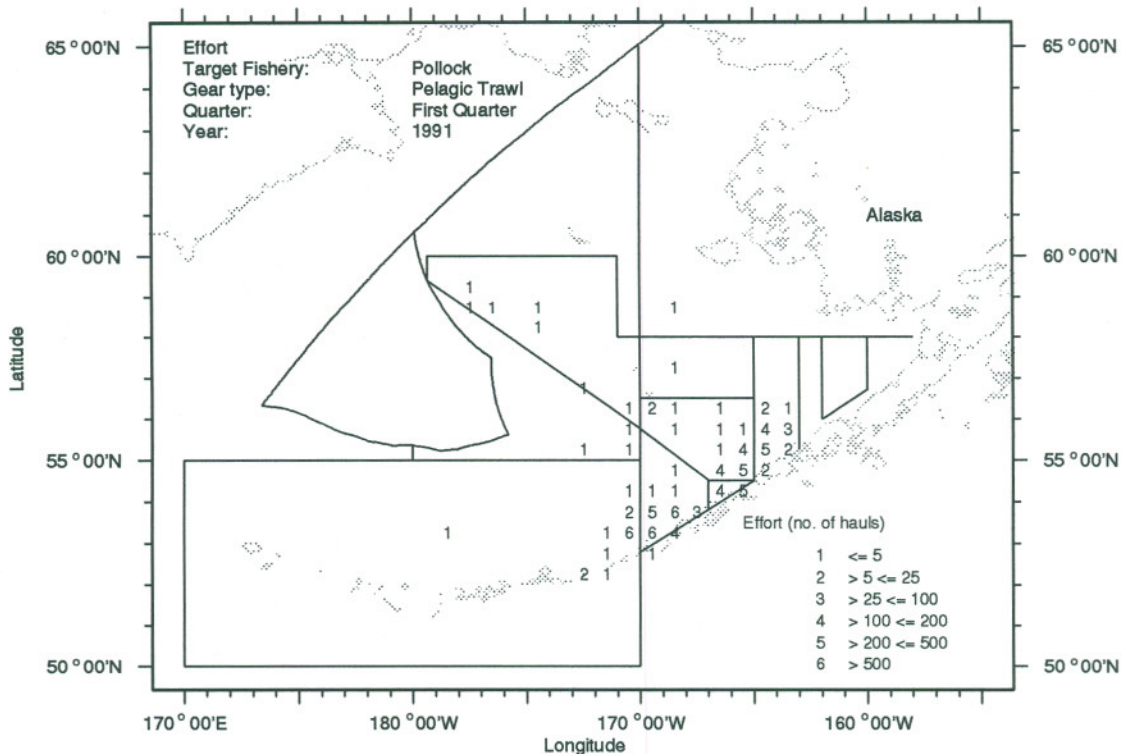 65 °00'N
65 °00'N
Effort
Target Fishery: Pollock
Gear type: Pelagic Trawl
Quarter: First Quarter
Year: 1991
Alaska
60 °00'N
60 °00'N
Latitude
1
1 1 1 1
1
1
1
1 2 1 1 2 1
1 1 1 1 4 3
1 1 1 4 5 2
1 4 5 2
55 °00'N
55 °00'N
1 1 1 4 5
2 5 6 3
Effort (no. of hauls)
1 1 6 6 4
1 1
2 1
1 <= 5
2 > 5 <= 25
3 > 25 <= 100
4 > 100 <= 200
5 > 200 <= 500
6 > 500
50 °00'N
50 °00'N
170 °00'E 180 °00'W 170 °00'W 160 °00'W
Longitude